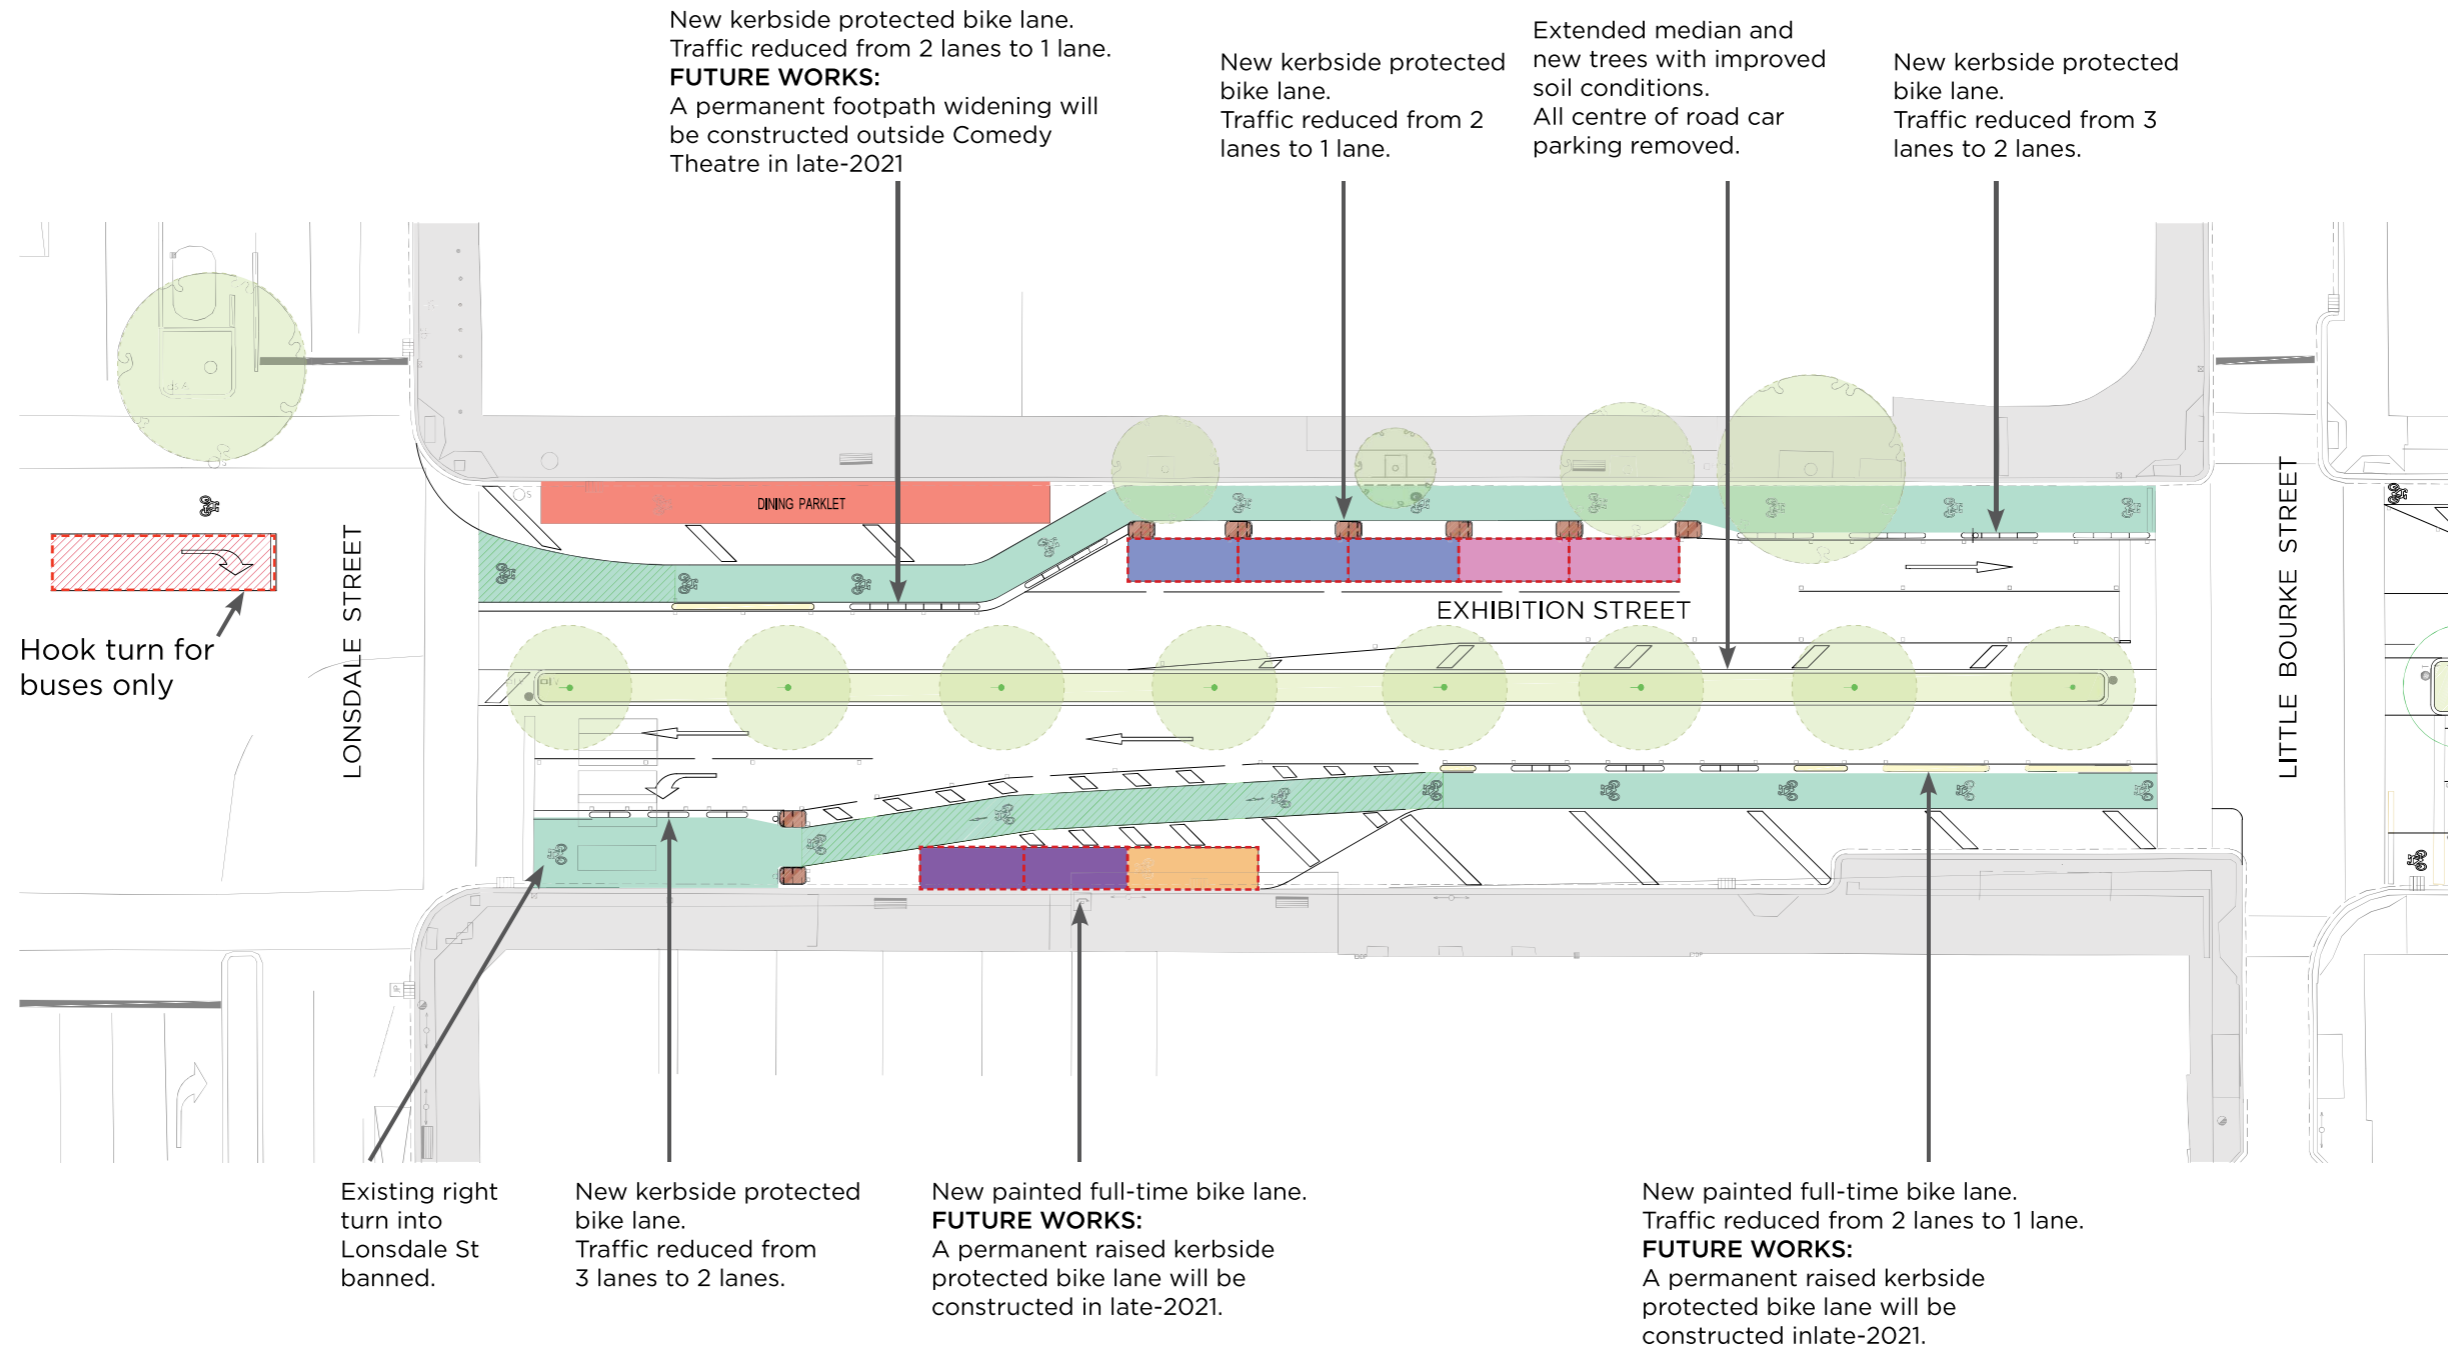 New kerbside protected bike lane.
Traffic reduced from 2 lanes to 1 lane.
FUTURE WORKS:
A permanent footpath widening will
be constructed outside Comedy
Theatre in late-2021
New kerbside protected
bike lane.
Traffic reduced from 2
lanes to 1 lane.
Extended median and
new trees with improved
soil conditions.
All centre of road car
parking removed.
New kerbside protected
bike lane.
Traffic reduced from 3
lanes to 2 lanes.
DINING PARKLET
EXHIBITION STREET
LONSDALE STREET
LITTLE BOURKE STREET
Hook turn for
buses only
Existing right
turn into
Lonsdale St
banned.
New kerbside protected
bike lane.
Traffic reduced from
3 lanes to 2 lanes.
New painted full-time bike lane.
FUTURE WORKS:
A permanent raised kerbside
protected bike lane will be
constructed in late-2021.
New painted full-time bike lane.
Traffic reduced from 2 lanes to 1 lane.
FUTURE WORKS:
A permanent raised kerbside
protected bike lane will be
constructed inlate-2021.